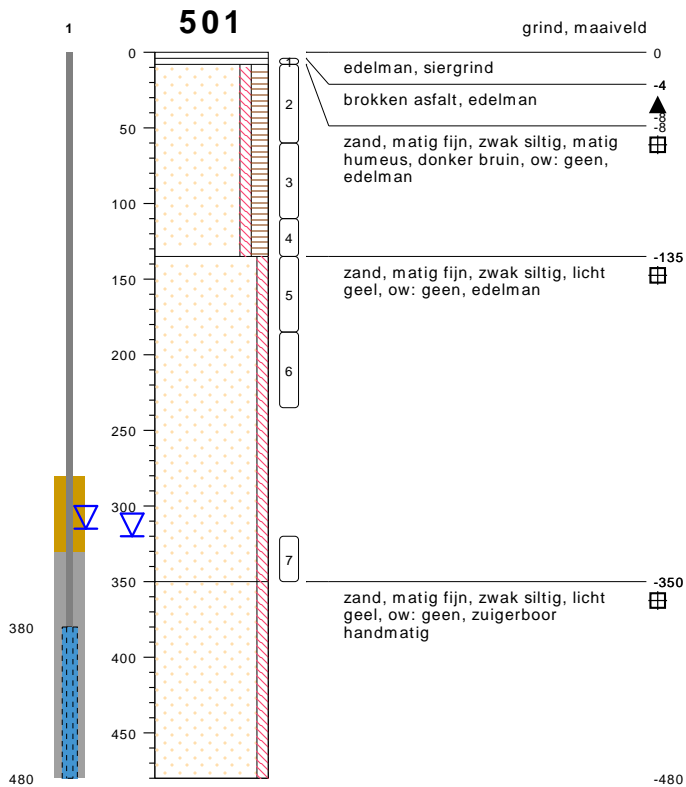 501
1
grind, maaiveld
0
0
1
edelman, siergrind
-4
brokken asfalt, edelman
-8
-8
2
50
zand, matig fijn, zwak siltig, matig
humeus, donker bruin, ow: geen,
edelman
3
100
4
-135
150
zand, matig fijn, zwak siltig, licht
geel, ow: geen, edelman
5
200
6
250
300
7
350
-350
zand, matig fijn, zwak siltig, licht
geel, ow: geen, zuigerboor
handmatig
380
400
450
480
-480